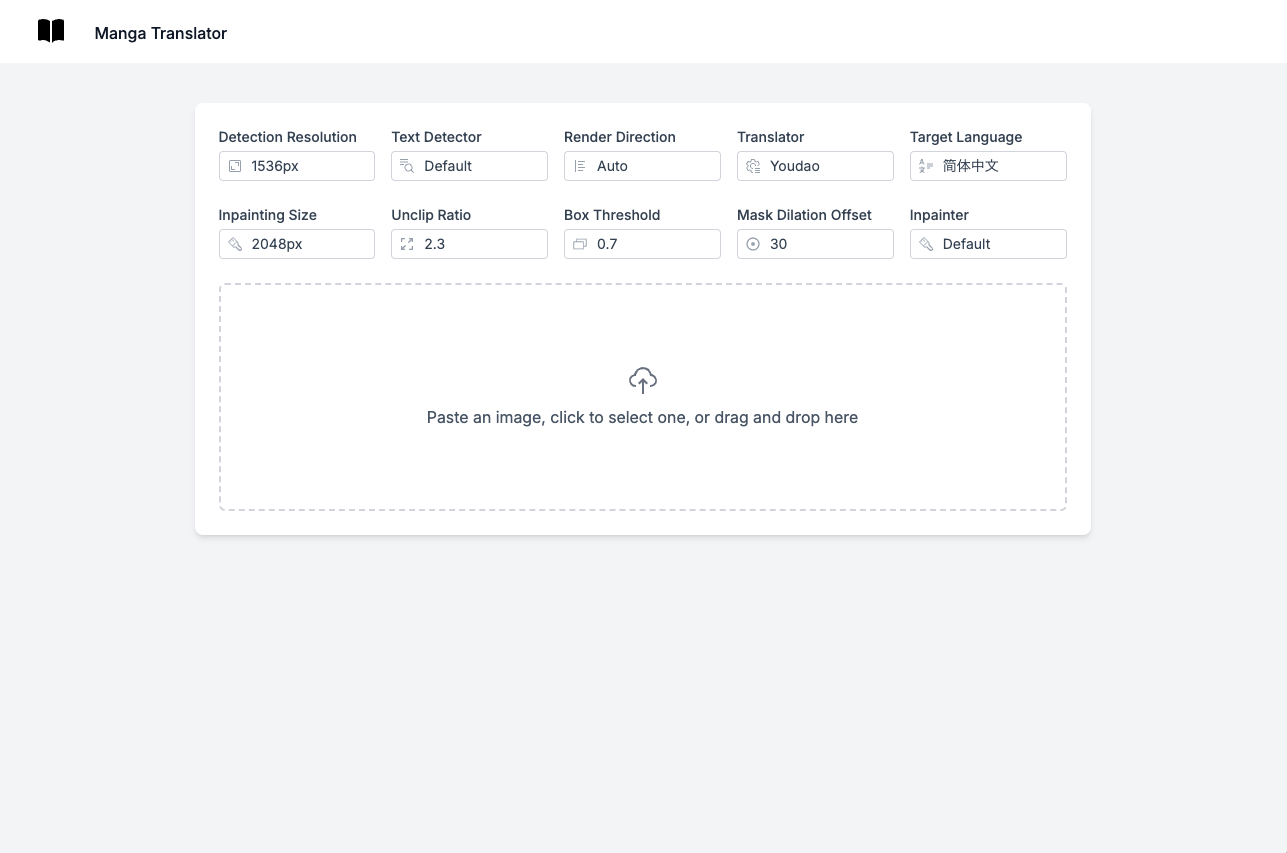 Manga Translator
Detection Resolution
1536px
Text Detector
Default
Render Direction
Auto
Translator
Youdao
Target Language
简体中文
Inpainting Size
2048px
Unclip Ratio
2.3
Box Threshold
0.7
Mask Dilation Offset
30
Inpainter
Default
Paste an image, click to select one, or drag and drop here